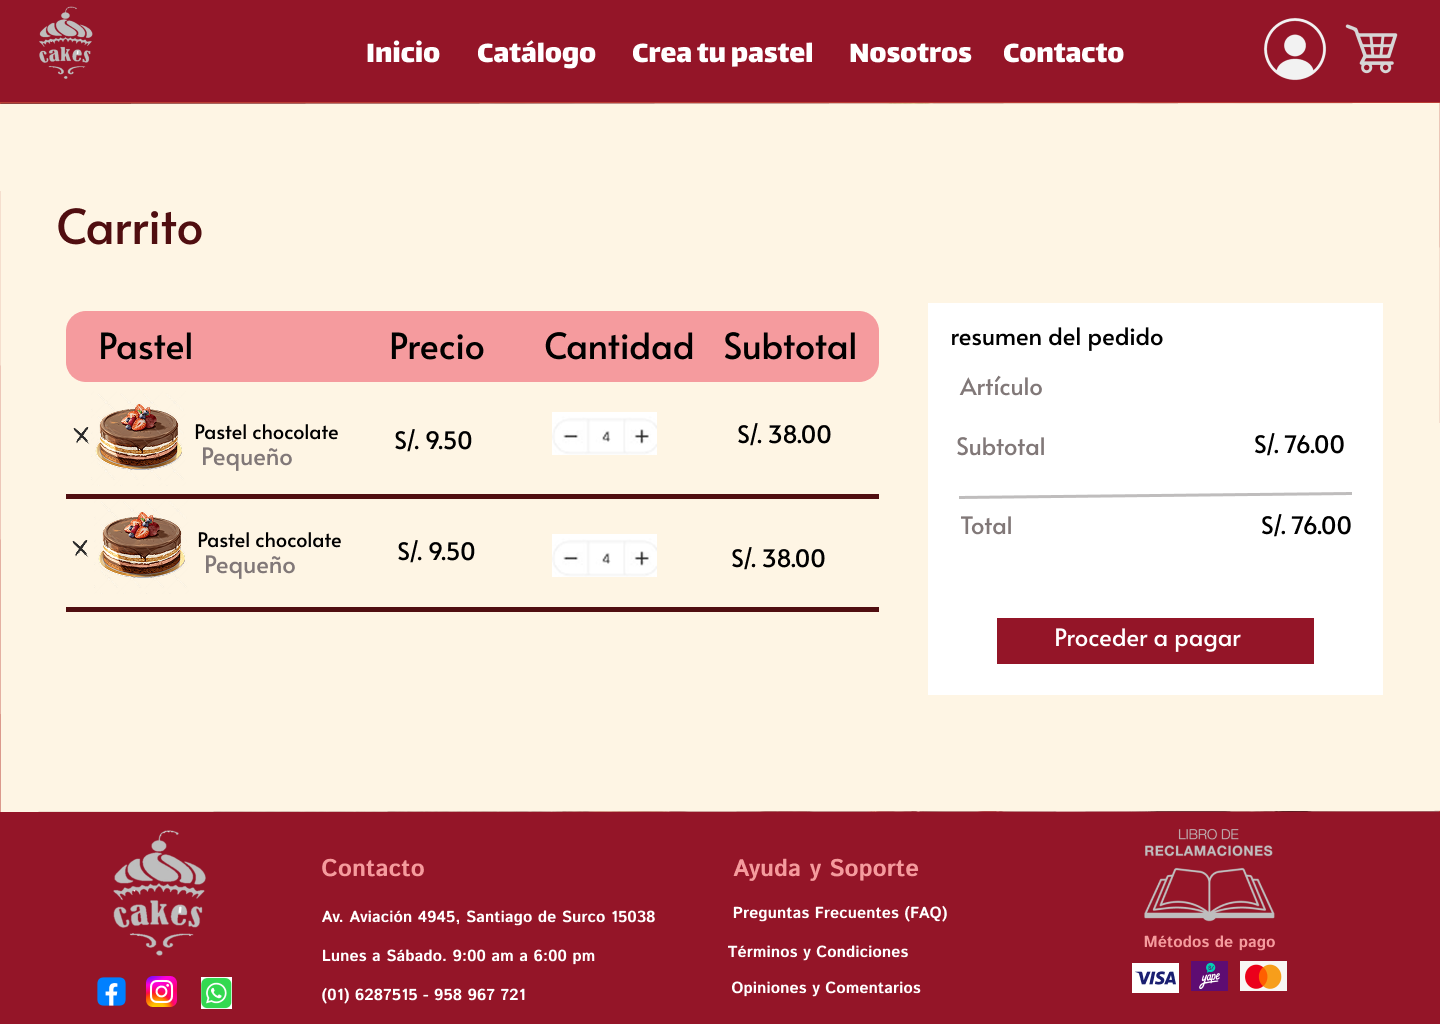 cakes
Inicio Catálogo Crea tu pastel Nosotros Contacto
Carrito
Pastel Precio Cantidad Subtotal
Pastel chocolate
Pequeño
S/. 9.50
4
S/. 38.00
Pastel chocolate
Pequeño
S/. 9.50
4
S/. 38.00
resumen del pedido
Artículo
Subtotal S/. 76.00
Total S/. 76.00
Proceder a pagar
cakes
Contacto
Av. Aviación 4945, Santiago de Surco 15038
Lunes a Sábado. 9:00 am a 6:00 pm
(01) 6287515 - 958 967 721
Ayuda y Soporte
Preguntas Frecuentes (FAQ)
Términos y Condiciones
Opiniones y Comentarios
LIBRO DE
RECLAMACIONES
Métodos de pago
VISA yape